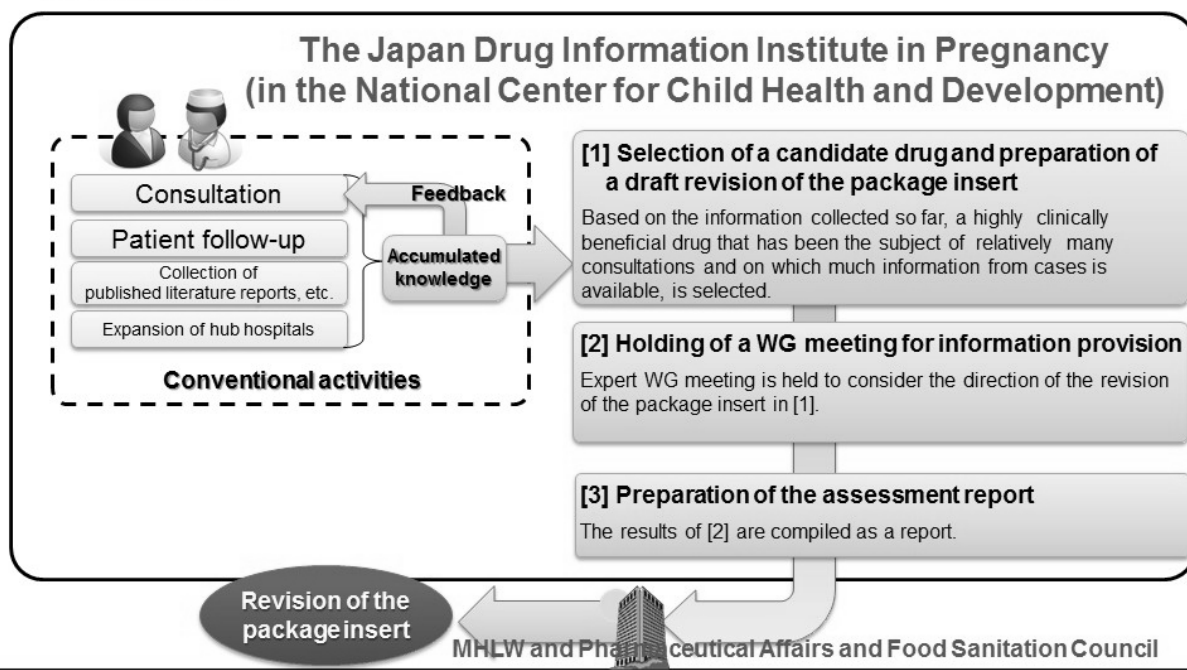 The Japan Drug Information Institute in Pregnancy
(in the National Center for Child Health and Development)
Consultation
Patient follow-up
Collection of
published literature reports, etc.
Expansion of hub hospitals
Conventional activities
Feedback
Accumulated
knowledge
[1] Selection of a candidate drug and preparation of
a draft revision of the package insert
Based on the information collected so far, a highly clinically
beneficial drug that has been the subject of relatively many
consultations and on which much information from cases is
available, is selected.
[2] Holding of a WG meeting for information provision
Expert WG meeting is held to consider the direction of the revision
of the package insert in [1].
[3] Preparation of the assessment report
The results of [2] are compiled as a report.
Revision of the
package insert
MHLW and Pharmaceutical Affairs and Food Sanitation Council